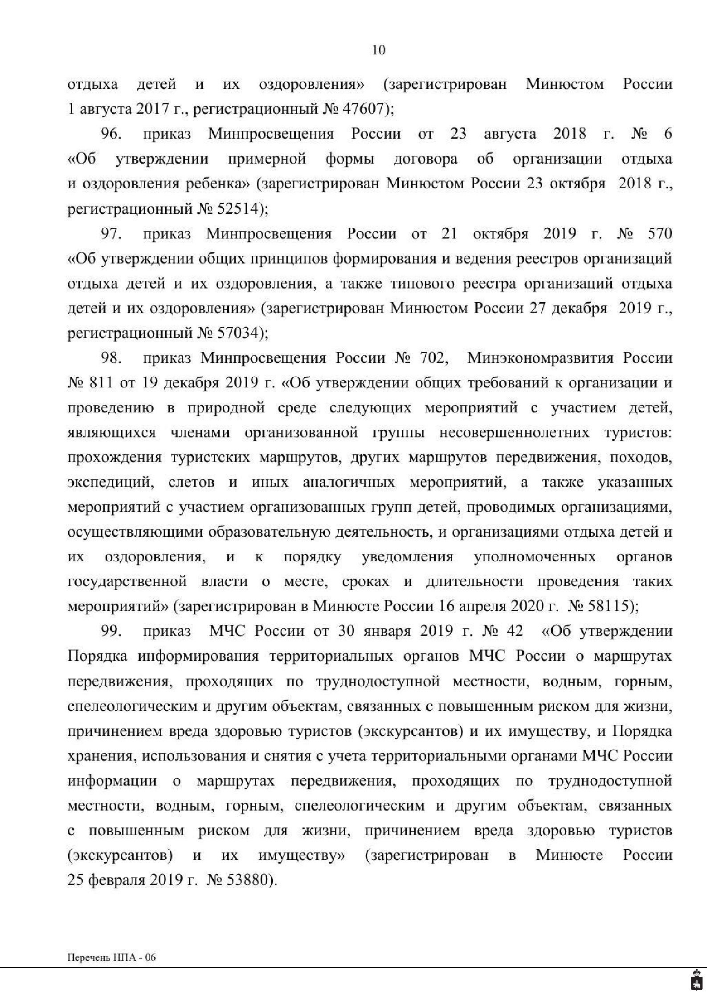 10
отдыха детей и их оздоровления» (зарегистрирован Минюстом России
1 августа 2017 г., регистрационный № 47607);
96. приказ Минпросвещения России от 23 августа 2018 г. № 6
«Об утверждении примерной формы договора об организации отдыха
и оздоровления ребенка» (зарегистрирован Минюстом России 23 октября 2018 г.,
регистрационный № 52514);
97. приказ Минпросвещения России от 21 октября 2019 г. № 570
«Об утверждении общих принципов формирования и ведения реестров организаций
отдыха детей и их оздоровления, а также типового реестра организаций отдыха
детей и их оздоровления» (зарегистрирован Минюстом России 27 декабря 2019 г.,
регистрационный № 57034);
98. приказ Минпросвещения России № 702, Минэкономразвития России
№ 811 от 19 декабря 2019 г. «Об утверждении общих требований к организации и
проведению в природной среде следующих мероприятий с участием детей,
являющихся членами организованной группы несовершеннолетних туристов:
прохождения туристских маршрутов, других маршрутов передвижения, походов,
экспедиций, слетов и иных аналогичных мероприятий, а также указанных
мероприятий с участием организованных групп детей, проводимых организациями,
осуществляющими образовательную деятельность, и организациями отдыха детей и
их оздоровления, и к порядку уведомления уполномоченных органов
государственной власти о месте, сроках и длительности проведения таких
мероприятий» (зарегистрирован в Минюсте России 16 апреля 2020 г. № 58115);
99. приказ МЧС России от 30 января 2019 г. № 42 «Об утверждении
Порядка информирования территориальных органов МЧС России о маршрутах
передвижения, проходящих по труднодоступной местности, водным, горным,
спелеологическим и другим объектам, связанных с повышенным риском для жизни,
причинением вреда здоровью туристов (экскурсантов) и их имуществу, и Порядка
хранения, использования и снятия с учета территориальными органами МЧС России
информации о маршрутах передвижения, проходящих по труднодоступной
местности, водным, горным, спелеологическим и другим объектам, связанных
с повышенным риском для жизни, причинением вреда здоровью туристов
(экскурсантов) и их имуществу» (зарегистрирован в Минюсте России
25 февраля 2019 г. № 53880).
Перечень НПА - 06